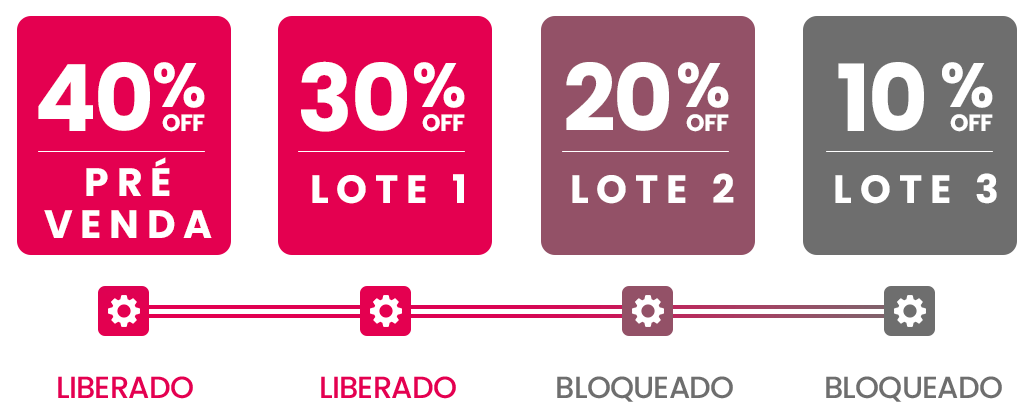 40% OFF
PRÉ
VENDA
30% OFF
LOTE 1
20% OFF
LOTE 2
10% OFF
LOTE 3
LIBERADO
LIBERADO
BLOQUEADO
BLOQUEADO